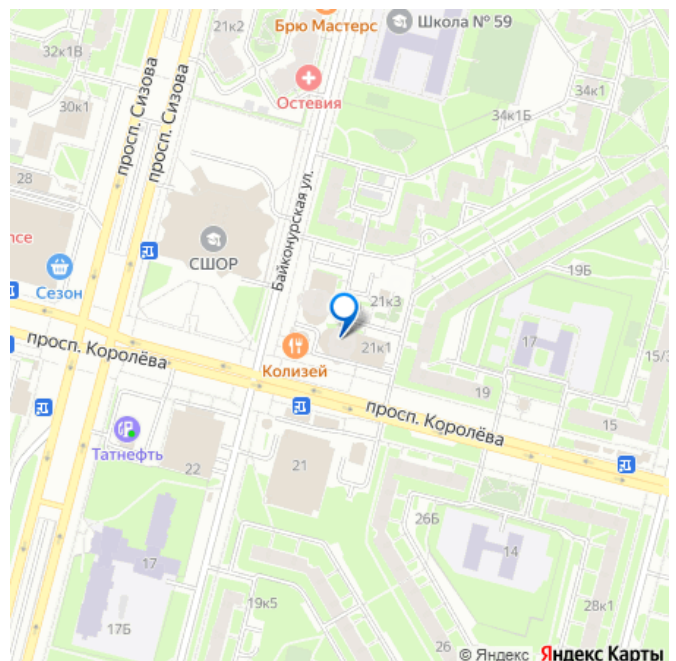 21к2
Брю Мастерс
Школа № 59
32к1В
Остевия
34к1
30к1
34к1Б
просп. Сизова
просп. Сизова
28
Байконурская ул.
nce
СШОР
Сезон
19Б
21к3
просп. Королёва
21к1
17
15/3
Колизей
19
просп. Королёва
15
Татнефть
22
21
26Б
17
14
19к5
28к1
17Б
26
© Яндекс Яндекс Карты